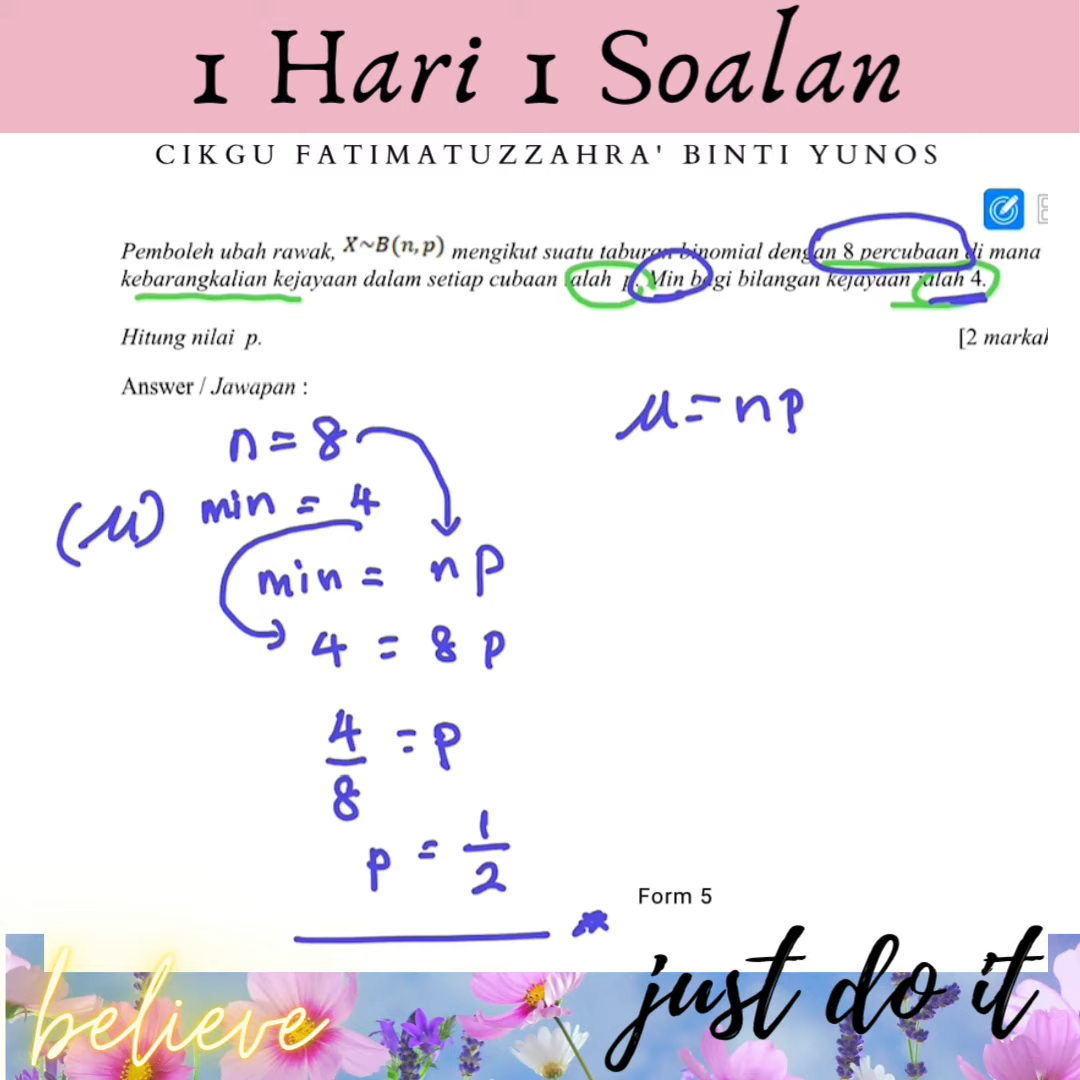 1 Hari 1 Soalan
CIKGU FATIMATUZZAHRA' BINTI YUNOS
Pemboleh ubah rawak, X~B(n,p) mengikut suatu taburan binomial dengan 8 percubaan di mana
kebarangkalian kejayaan dalam setiap cubaan ialah p. Min bagi bilangan kejayaan ialah 4.
Hitung nilai p. [2 markah
Answer / Jawapan :
μ = np
n = 8
(μ) min = 4
min = np
4 = 8p
4/8 = p
p = 1/2
Form 5
believe
just do it